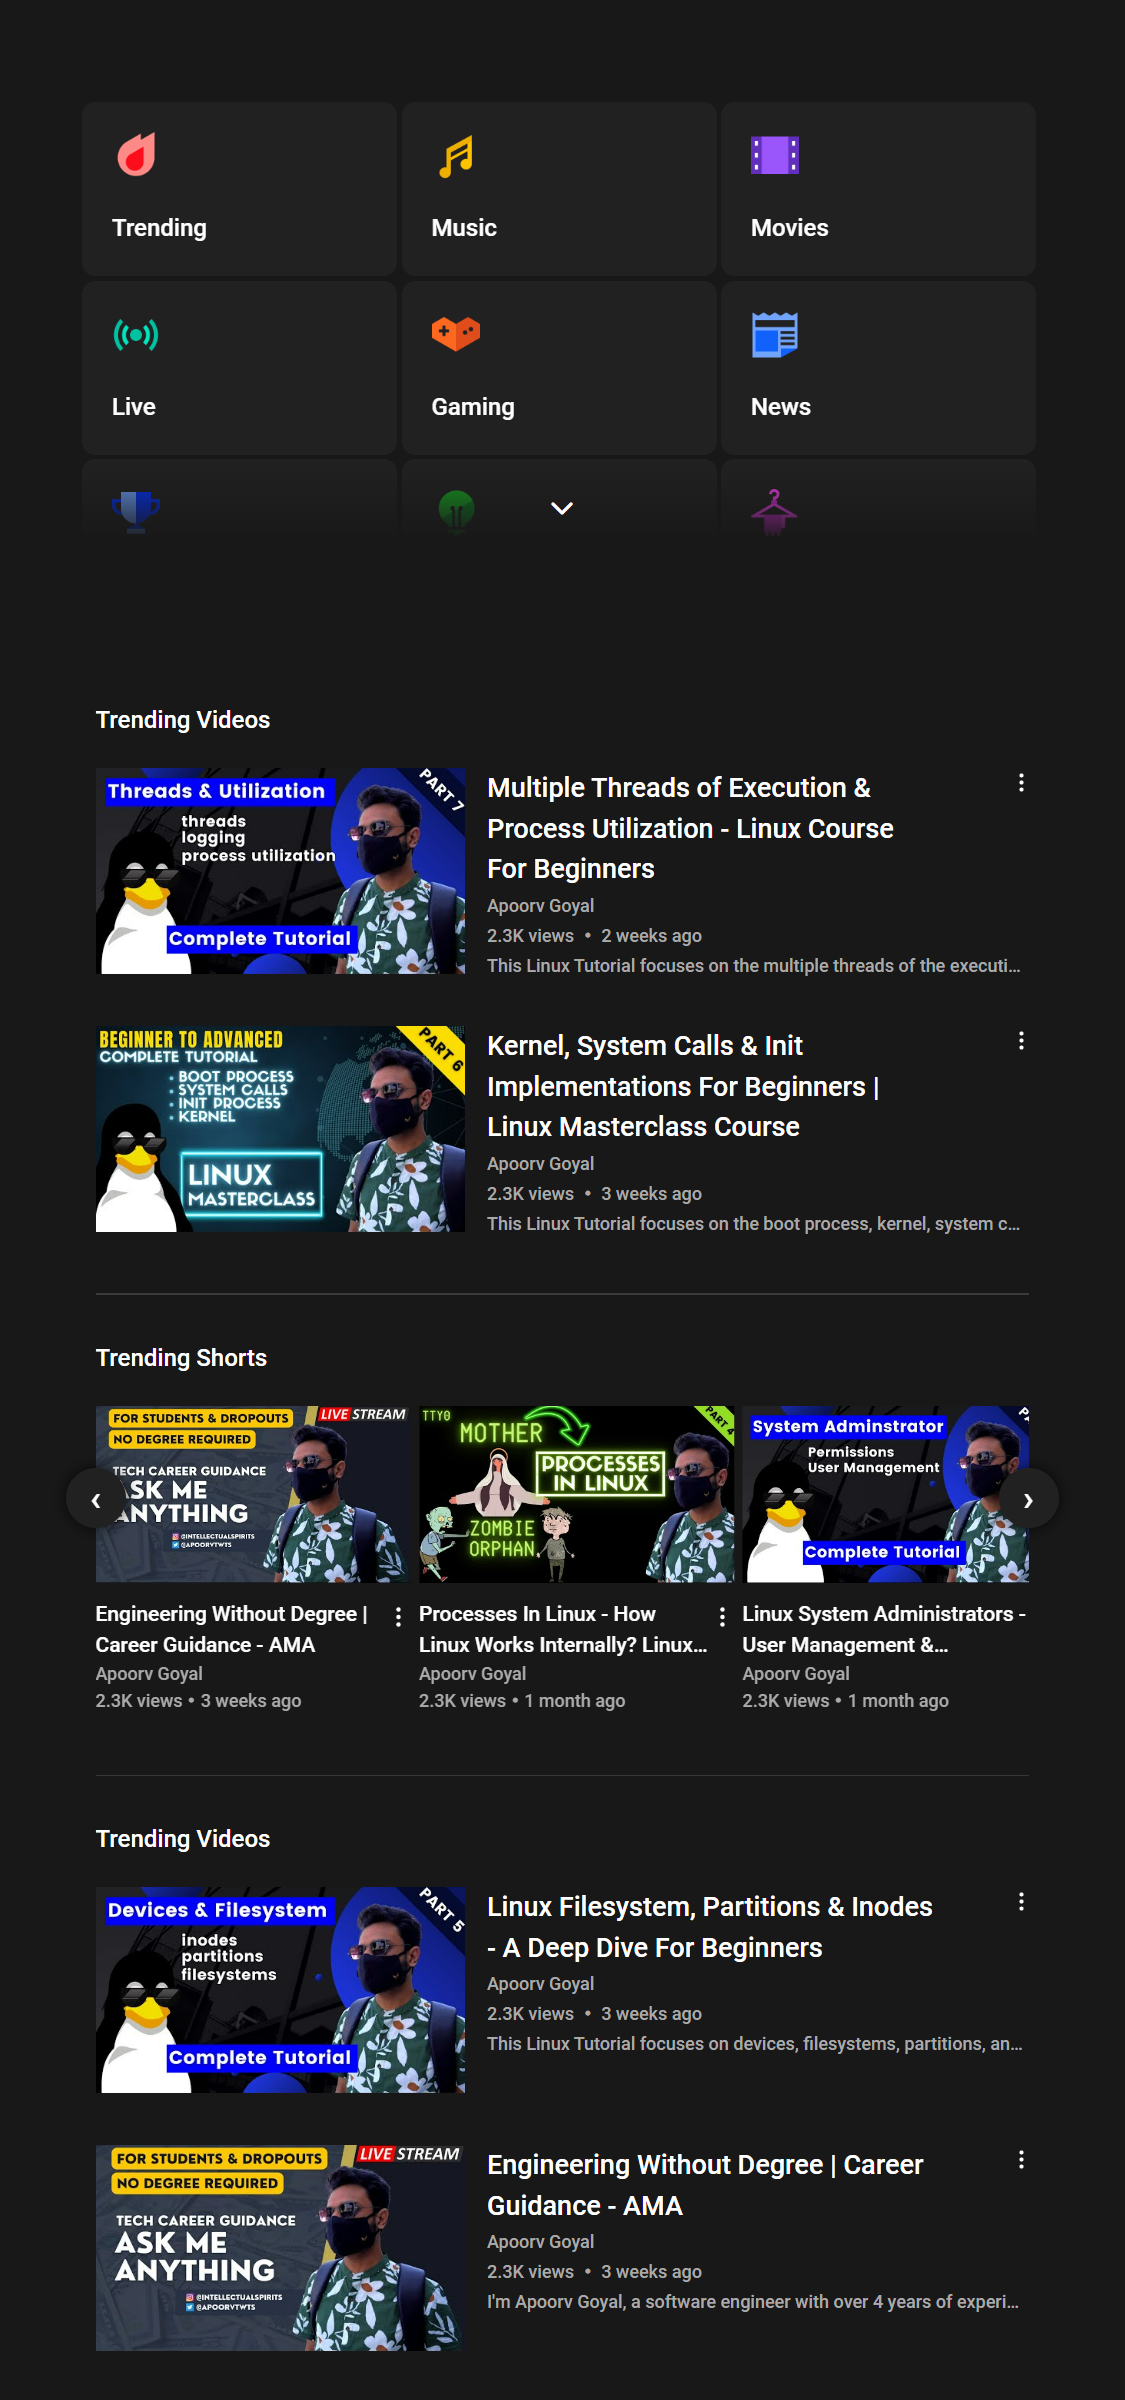 Trending
Music
Movies
Live
Gaming
News
Trending Videos
Threads & Utilization
PART 7
threads
logging
process utilization
Complete Tutorial
Multiple Threads of Execution &
Process Utilization - Linux Course
For Beginners
Apoorv Goyal
2.3K views • 2 weeks ago
This Linux Tutorial focuses on the multiple threads of the executi...
BEGINNER TO ADVANCED
COMPLETE TUTORIAL
PART 6
• BOOT PROCESS
• SYSTEM CALLS
• INIT PROCESS
• KERNEL
LINUX
MASTERCLASS
Kernel, System Calls & Init
Implementations For Beginners |
Linux Masterclass Course
Apoorv Goyal
2.3K views • 3 weeks ago
This Linux Tutorial focuses on the boot process, kernel, system c...
Trending Shorts
FOR STUDENTS & DROPOUTS
LIVE STREAM
NO DEGREE REQUIRED
TECH CAREER GUIDANCE
ASK ME
ANYTHING
@INTELLECTUALSPIRITS
@APOORVTWTS
Engineering Without Degree |
Career Guidance - AMA
Apoorv Goyal
2.3K views • 3 weeks ago
TTY0
MOTHER
PART 4
PROCESSES
IN LINUX
ZOMBIE
ORPHAN
Processes In Linux - How
Linux Works Internally? Linux...
Apoorv Goyal
2.3K views • 1 month ago
System Adminstrator
Permissions
User Management
Complete Tutorial
Linux System Administrators -
User Management &...
Apoorv Goyal
2.3K views • 1 month ago
Trending Videos
Devices & Filesystem
PART 5
inodes
partitions
filesystems
Complete Tutorial
Linux Filesystem, Partitions & Inodes
- A Deep Dive For Beginners
Apoorv Goyal
2.3K views • 3 weeks ago
This Linux Tutorial focuses on devices, filesystems, partitions, an...
FOR STUDENTS & DROPOUTS
LIVE STREAM
NO DEGREE REQUIRED
TECH CAREER GUIDANCE
ASK ME
ANYTHING
@INTELLECTUALSPIRITS
@APOORVTWTS
Engineering Without Degree | Career
Guidance - AMA
Apoorv Goyal
2.3K views • 3 weeks ago
I'm Apoorv Goyal, a software engineer with over 4 years of experi...